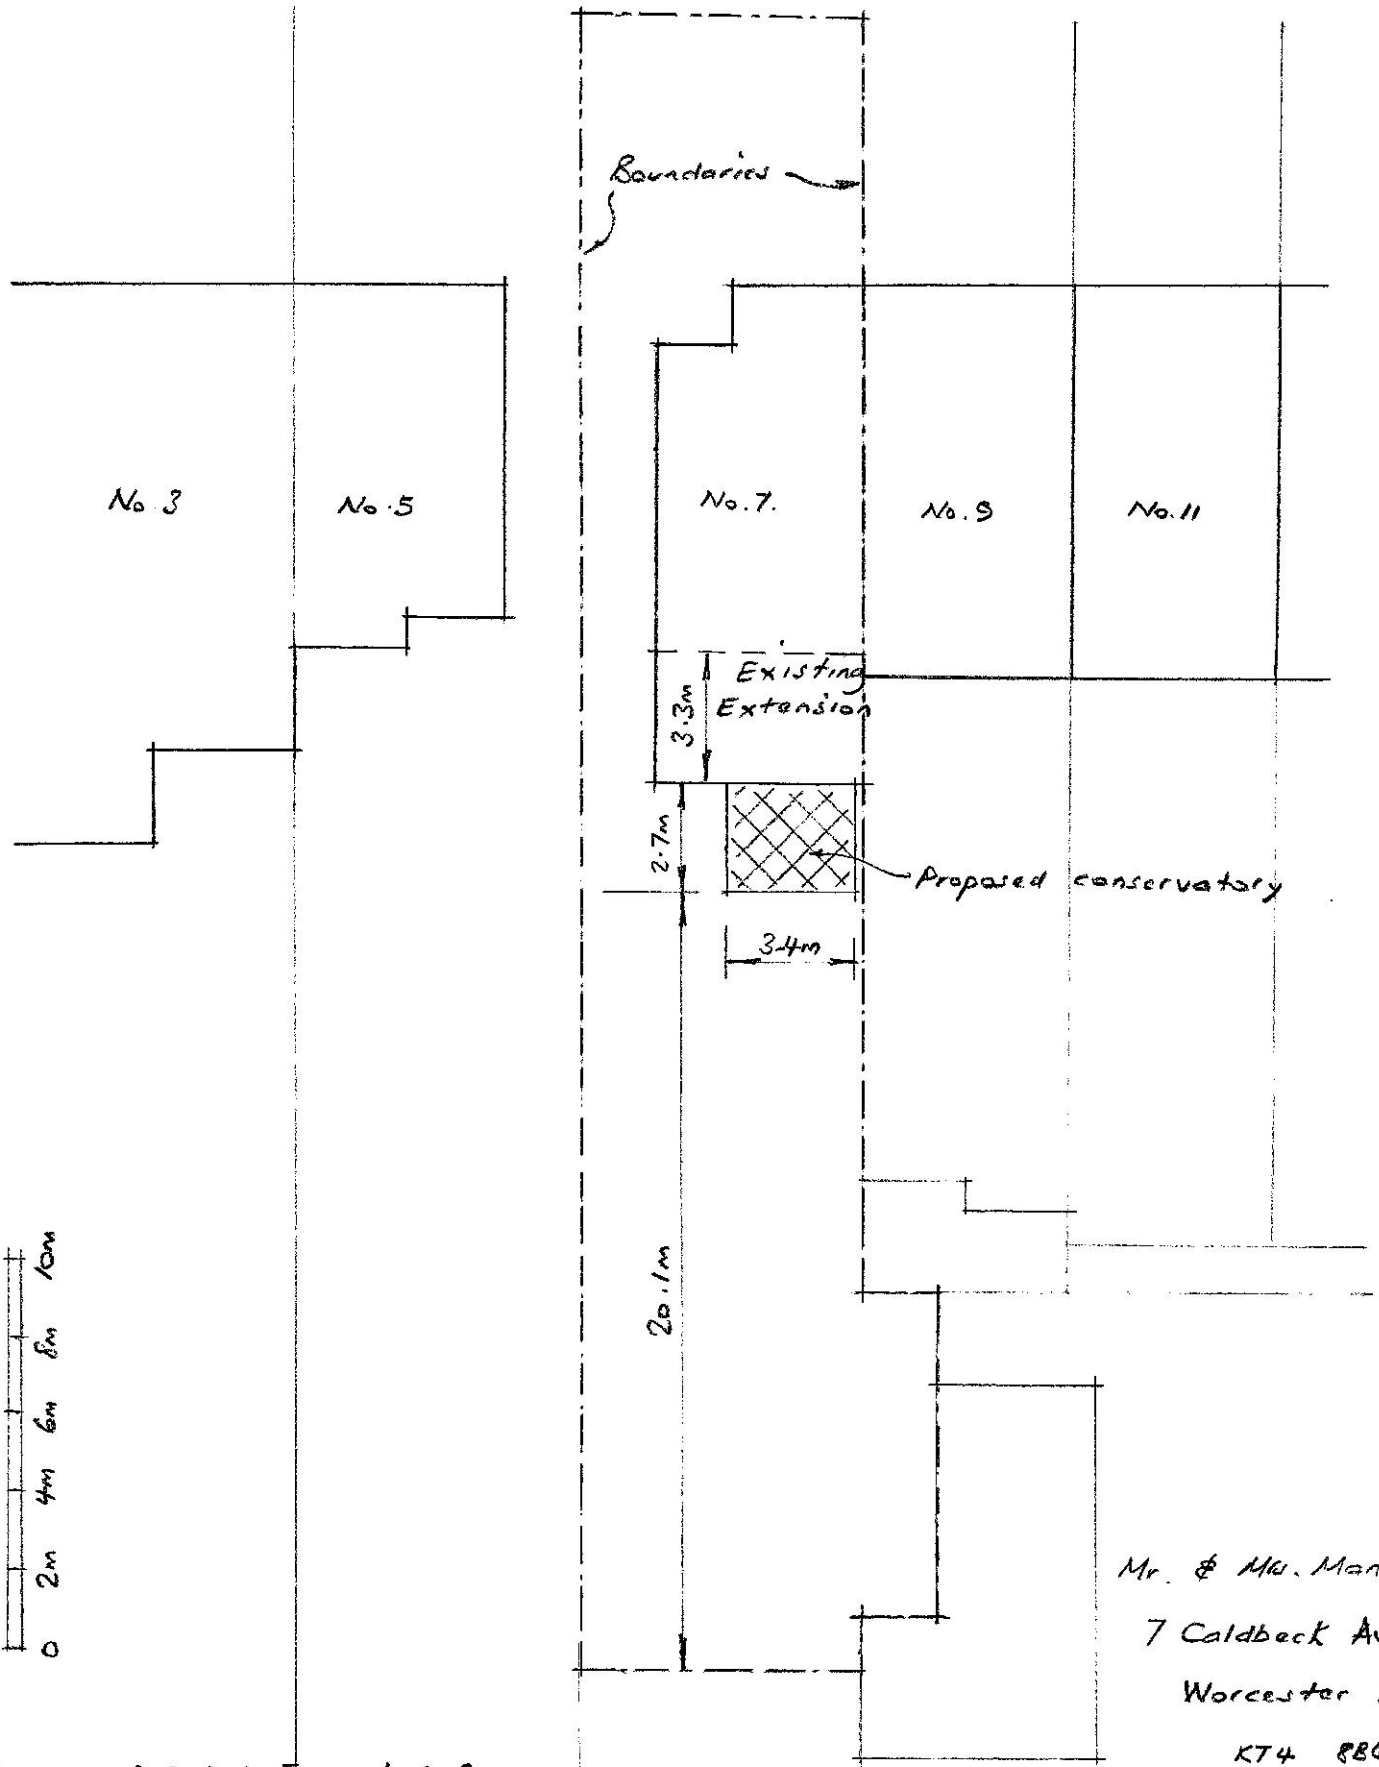 Boundaries
No. 3
No. 5
No. 7.
No. 9
No. 11
Existing
Extension
3.3m
2.7m
Proposed conservatory
3.4m
20.1m
10m
8m
6m
4m
2m
0
Mr. &
7 Caldbeck
Worcester
KT4